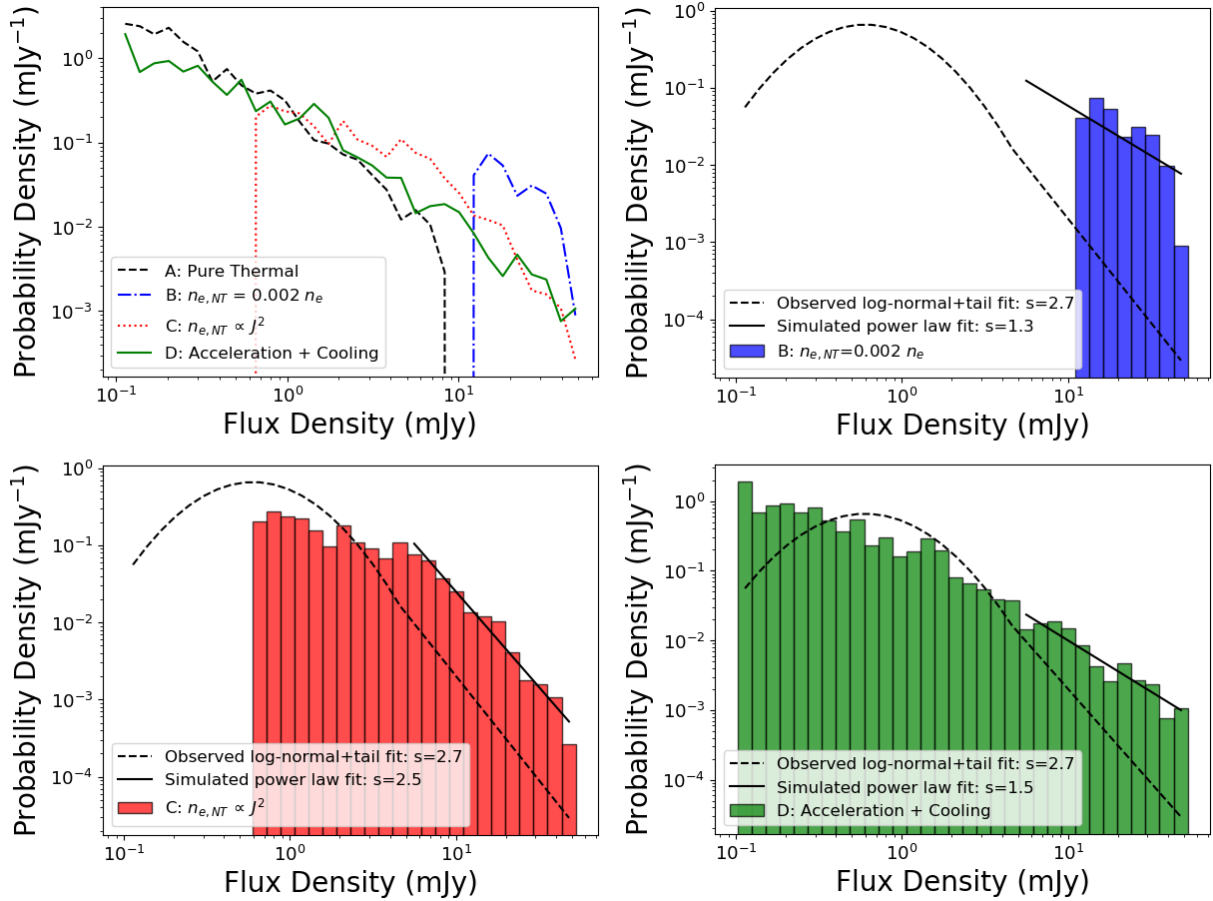 Probability Density (mJy⁻¹)
10⁰
10⁻¹
10⁻²
10⁻³
A: Pure Thermal
B: nₑ,NT = 0.002 nₑ
C: nₑ,NT ∝ J²
D: Acceleration + Cooling
10⁻¹
10⁰
10¹
Flux Density (mJy)
Probability Density (mJy⁻¹)
10⁰
10⁻¹
10⁻²
10⁻³
10⁻⁴
Observed log-normal+tail fit: s=2.7
Simulated power law fit: s=1.3
B: nₑ,NT=0.002 nₑ
10⁻¹
10⁰
10¹
Flux Density (mJy)
Probability Density (mJy⁻¹)
10⁰
10⁻¹
10⁻²
10⁻³
10⁻⁴
Observed log-normal+tail fit: s=2.7
Simulated power law fit: s=2.5
C: nₑ,NT ∝ J²
10⁻¹
10⁰
10¹
Flux Density (mJy)
Probability Density (mJy⁻¹)
10⁰
10⁻¹
10⁻²
10⁻³
10⁻⁴
Observed log-normal+tail fit: s=2.7
Simulated power law fit: s=1.5
D: Acceleration + Cooling
10⁻¹
10⁰
10¹
Flux Density (mJy)